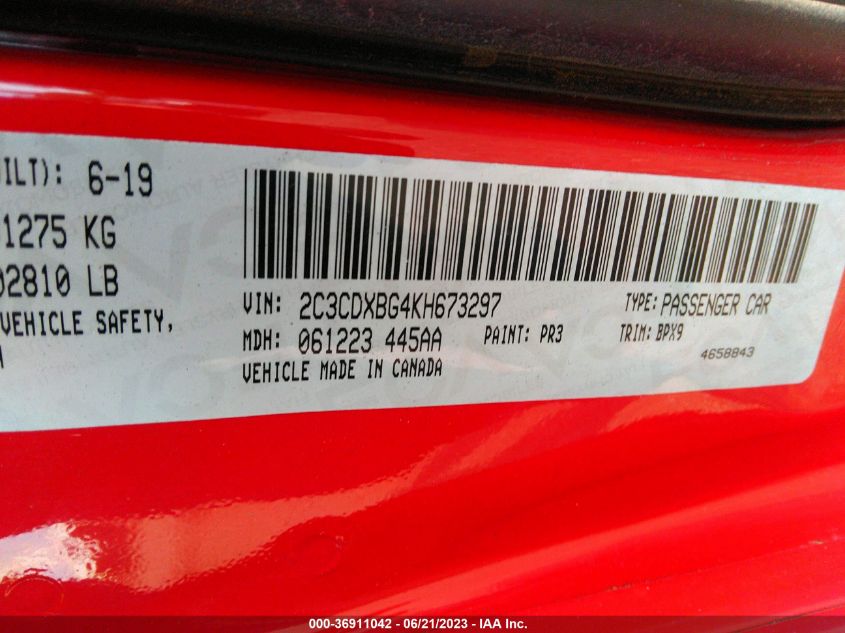 ILT): 6-19
1275 KG
2810 LB
VEHICLE SAFETY,
VIN: 2C3CDXBG4KH673297 TYPE: PASSENGER CAR
MDH: 061223 445AA PAINT: PR3 TRIM: BPX9
VEHICLE MADE IN CANADA 4658843
000-36911042 - 06/21/2023 - IAA Inc.